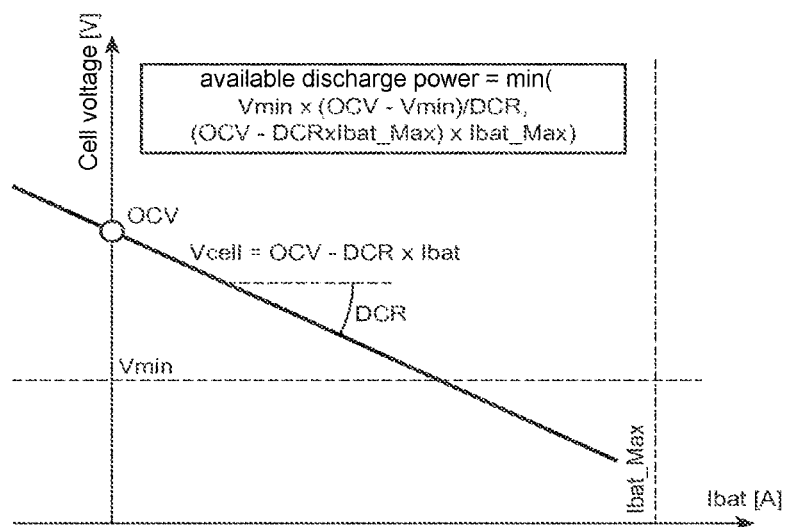 Cell voltage [V]
available discharge power = min(
Vmin x (OCV - Vmin)/DCR,
(OCV - DCRxIbat_Max) x Ibat_Max)
OCV
Vcell = OCV - DCR x Ibat
DCR
Vmin
Ibat_Max
Ibat [A]